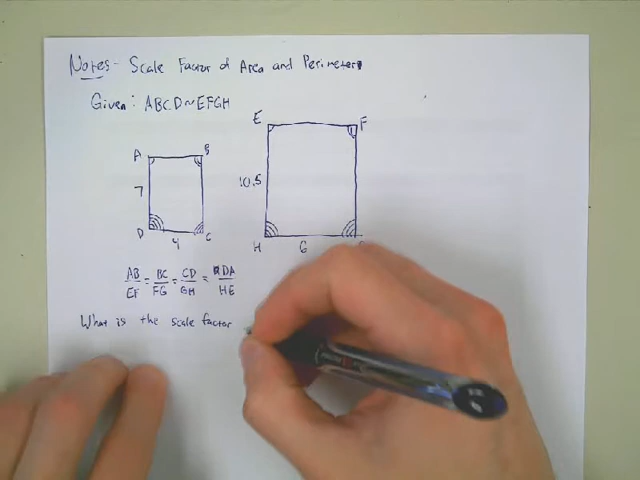 Notes - Scale Factor of Area and Perimeter
Given: ABCD ~ EFGH
E F
A B
7 10.5
D 4 C
H 6
AB/EF = BC/FG = CD/GH = DA/HE
What is the scale factor